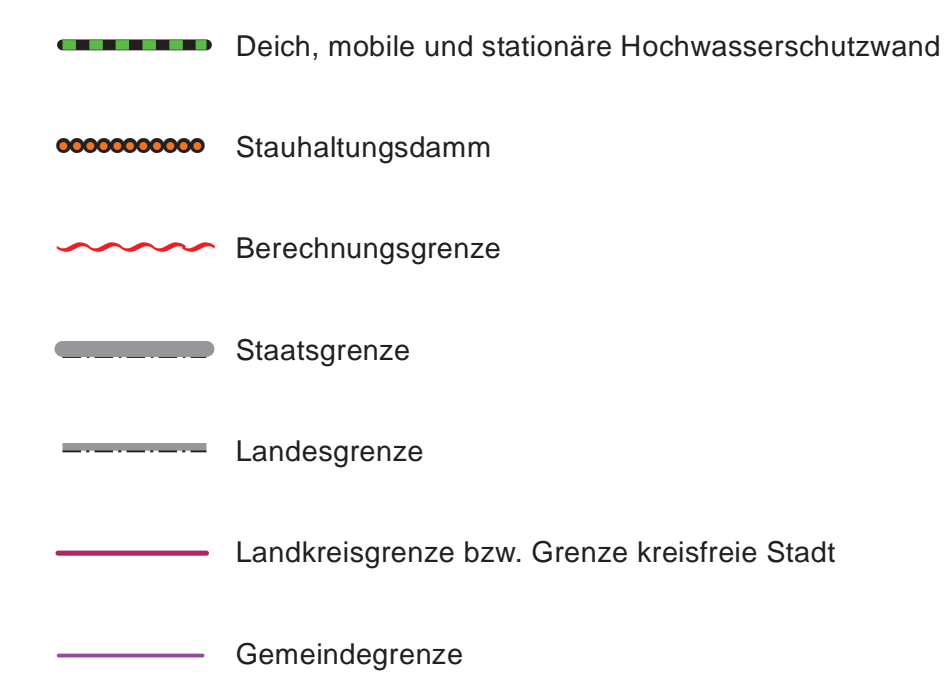 Deich, mobile und stationäre Hochwasserschutzwand
Stauhaltungsdamm
Berechnungsgrenze
Staatsgrenze
Landesgrenze
Landkreisgrenze bzw. Grenze kreisfreie Stadt
Gemeindegrenze